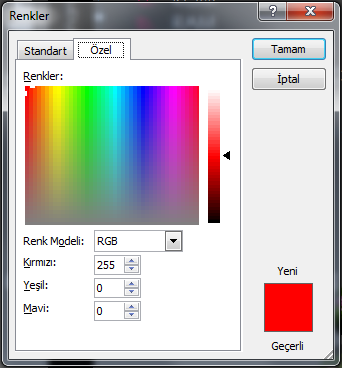 Renkler
Standart
Özel
Tamam
İptal
Renkler:
Renk Modeli:
RGB
Kırmızı:
255
Yeşil:
0
Mavi:
0
Yeni
Geçerli